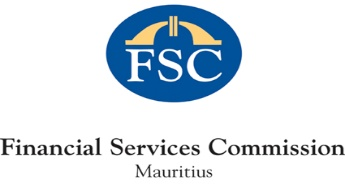 FSC
Financial Services Commission
Mauritius